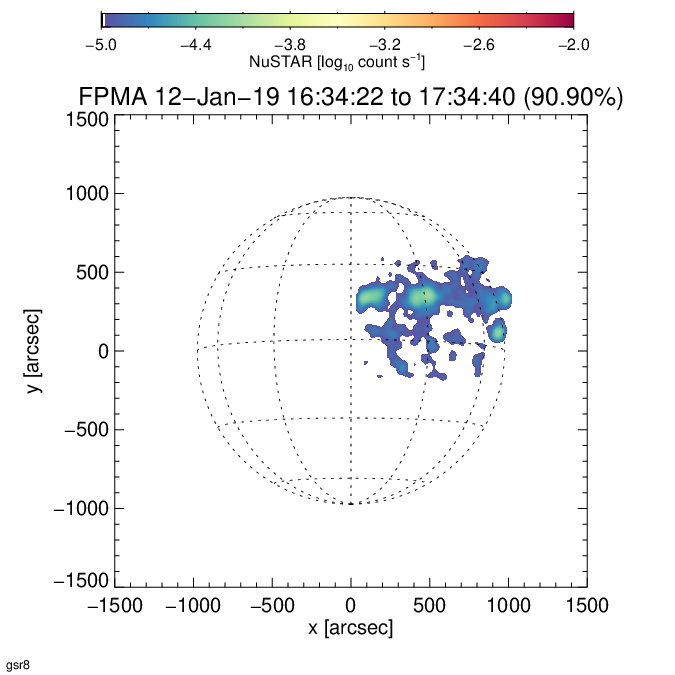 −5.0 −4.4 −3.8 −3.2 −2.6 −2.0
NuSTAR [log10 count s−1]
FPMA 12−Jan−19 16:34:22 to 17:34:40 (90.90%)
1500
1000
500
0
−500
−1000
−1500
y [arcsec]
−1500 −1000 −500 0 500 1000 1500
x [arcsec]
gsr8